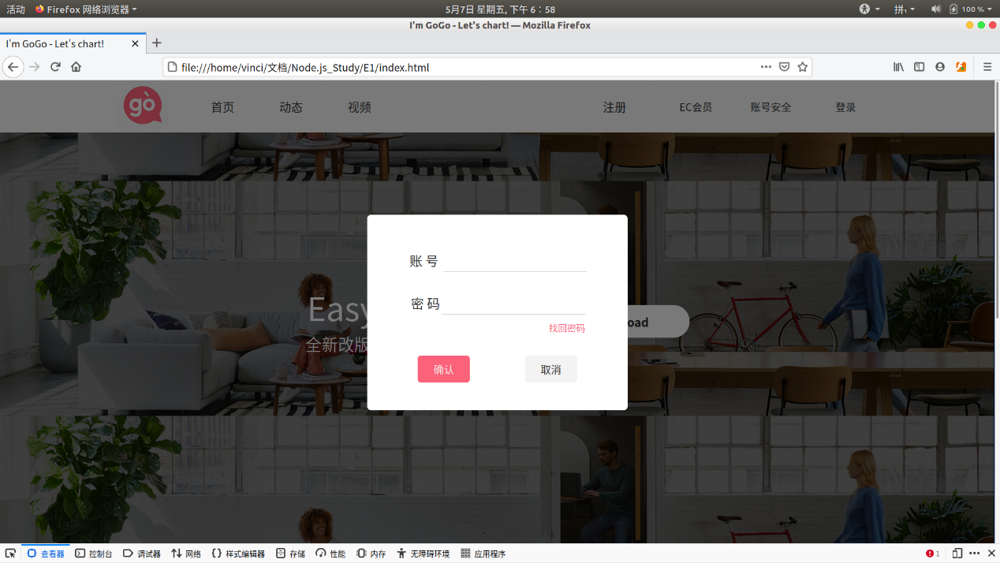 活动 Firefox 网络浏览器 5月7日 星期五, 下午 6∶58 拼, 100 %
I'm GoGo - Let's chart! — Mozilla Firefox
I'm GoGo - Let's chart!
file:///home/vinci/文档/Node.js_Study/E1/index.html
gò 首页 动态 视频 注册 EC会员 账号安全 登录
账 号
Easy
密 码
oad
找回密码
全新改版
确认 取消
查看器 控制台 调试器 网络 样式编辑器 存储 性能 内存 无障碍环境 应用程序 1